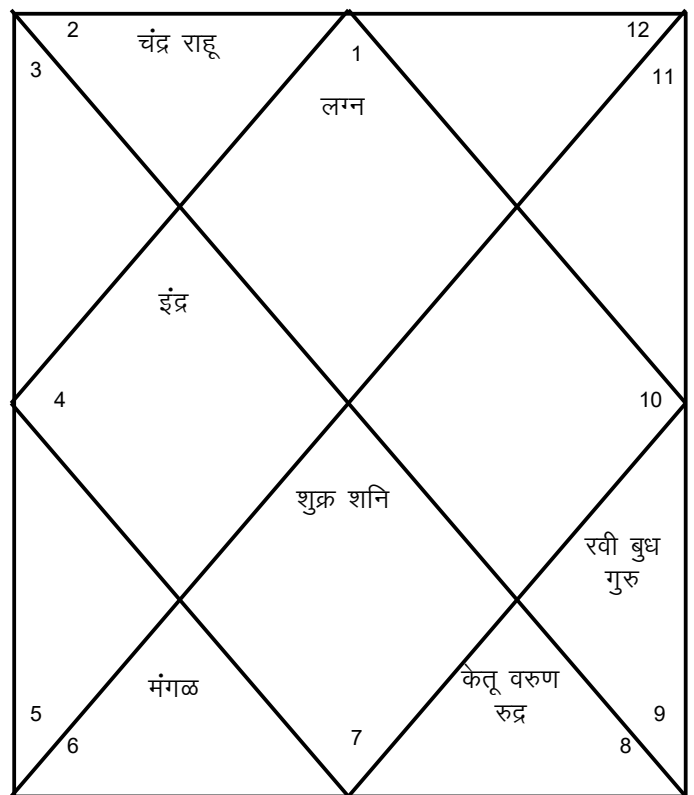 2
चंद्र राहू
12
3
1
11
लग्न
इंद्र
4
10
शुक्र शनि
रवी बुध
गुरु
मंगळ
केतू वरुण
रुद्र
5
9
6
7
8